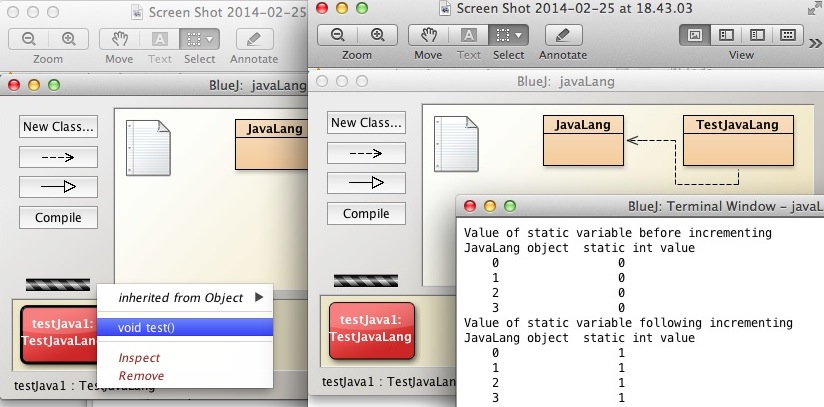 Screen Shot 2014-02-25
Zoom
Move
Text
Select
Annotate
BlueJ: javaLang
New Class...
Compile
JavaLang
inherited from Object
void test()
Inspect
Remove
testJava1:
TestJavaLang
testJava1 : TestJavaLang
Screen Shot 2014-02-25 at 18.43.03
Zoom
Move
Text
Select
Annotate
View
BlueJ: javaLang
New Class...
Compile
JavaLang
TestJavaLang
testJava1:
TestJavaLang
testJava1 : TestJavaLan
BlueJ: Terminal Window - javaL
Value of static variable before incrementing
JavaLang object static int value
0 0
1 0
2 0
3 0
Value of static variable following incrementing
JavaLang object static int value
0 1
1 1
2 1
3 1